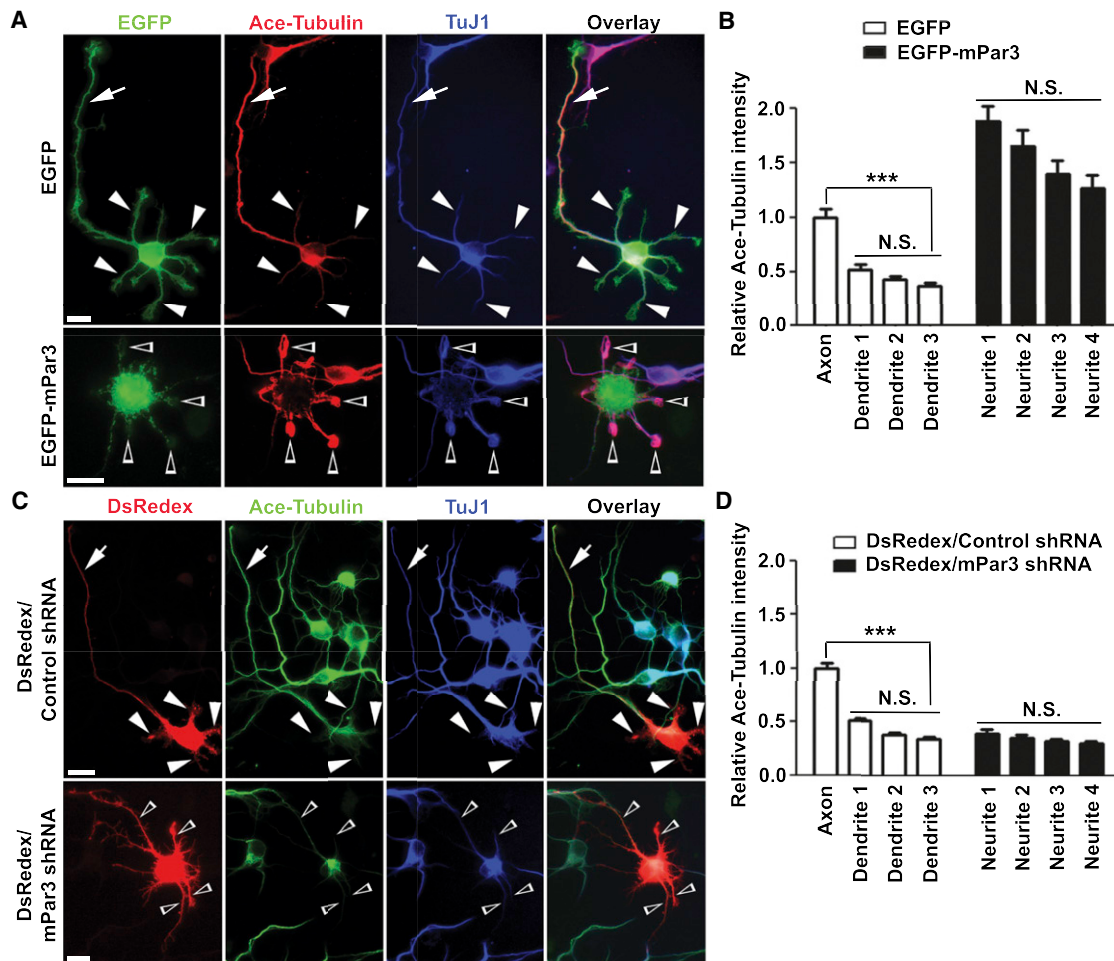 A
EGFP
Ace-Tubulin
TuJ1
Overlay
EGFP
EGFP-mPar3
B
EGFP
EGFP-mPar3
Relative Ace-Tubulin intensity
2.0
1.5
1.0
0.5
0.0
***
N.S.
N.S.
Axon
Dendrite 1
Dendrite 2
Dendrite 3
Neurite 1
Neurite 2
Neurite 3
Neurite 4
C
DsRedex
Ace-Tubulin
TuJ1
Overlay
DsRedex/
Control shRNA
DsRedex/
mPar3 shRNA
D
DsRedex/Control shRNA
DsRedex/mPar3 shRNA
Relative Ace-Tubulin intensity
2.0
1.5
1.0
0.5
0.0
***
N.S.
N.S.
Axon
Dendrite 1
Dendrite 2
Dendrite 3
Neurite 1
Neurite 2
Neurite 3
Neurite 4